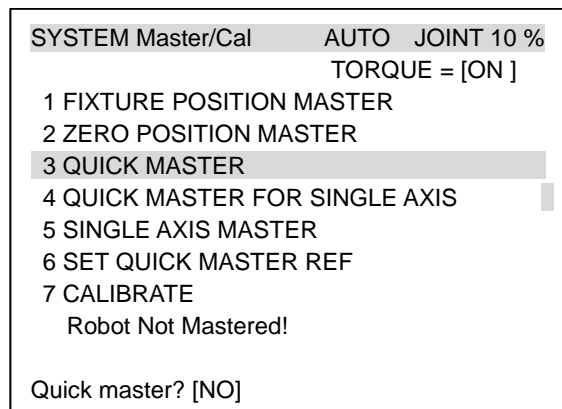 SYSTEM Master/Cal AUTO JOINT 10 %
TORQUE = [ON ]
1 FIXTURE POSITION MASTER
2 ZERO POSITION MASTER
3 QUICK MASTER
4 QUICK MASTER FOR SINGLE AXIS
5 SINGLE AXIS MASTER
6 SET QUICK MASTER REF
7 CALIBRATE
Robot Not Mastered!
Quick master? [NO]